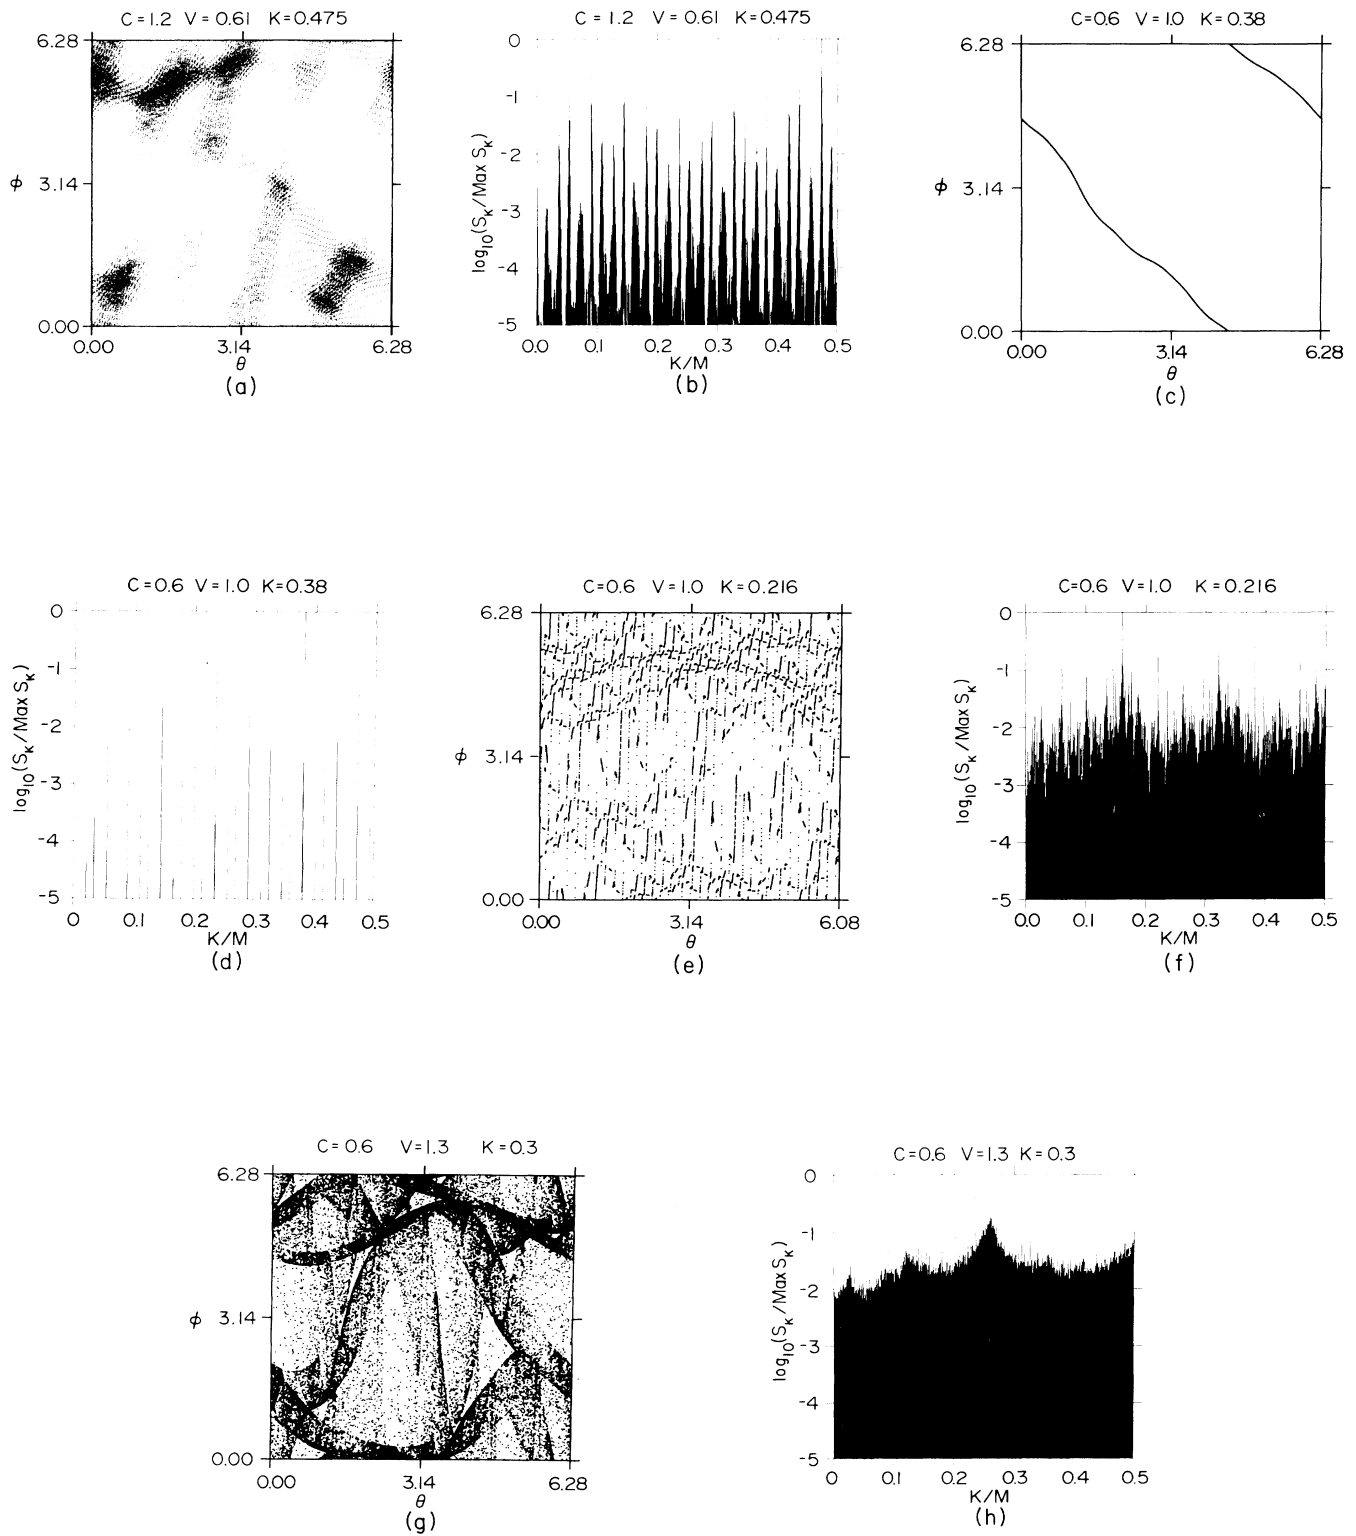 C=1.2 V=0.61 K=0.475
6.28
ϕ 3.14
0.00
0.00 3.14 6.28
θ
(a)
C=1.2 V=0.61 K=0.475
0
-1
-2
-3
-4
-5
log10(SK/Max SK)
0.0 0.1 0.2 0.3 0.4 0.5
K/M
(b)
C=0.6 V=1.0 K=0.38
6.28
ϕ 3.14
0.00
0.00 3.14 6.28
θ
(c)
C=0.6 V=1.0 K=0.38
0
-1
-2
-3
-4
-5
log10(SK/Max SK)
0 0.1 0.2 0.3 0.4 0.5
K/M
(d)
C=0.6 V=1.0 K=0.216
6.28
ϕ 3.14
0.00
0.00 3.14 6.08
θ
(e)
C=0.6 V=1.0 K=0.216
0
-1
-2
-3
-4
-5
log10(SK/Max SK)
0.0 0.1 0.2 0.3 0.4 0.5
K/M
(f)
C=0.6 V=1.3 K=0.3
6.28
ϕ 3.14
0.00
0.00 3.14 6.28
θ
(g)
C=0.6 V=1.3 K=0.3
0
-1
-2
-3
-4
-5
log10(SK/Max SK)
0 0.1 0.2 0.3 0.4 0.5
K/M
(h)